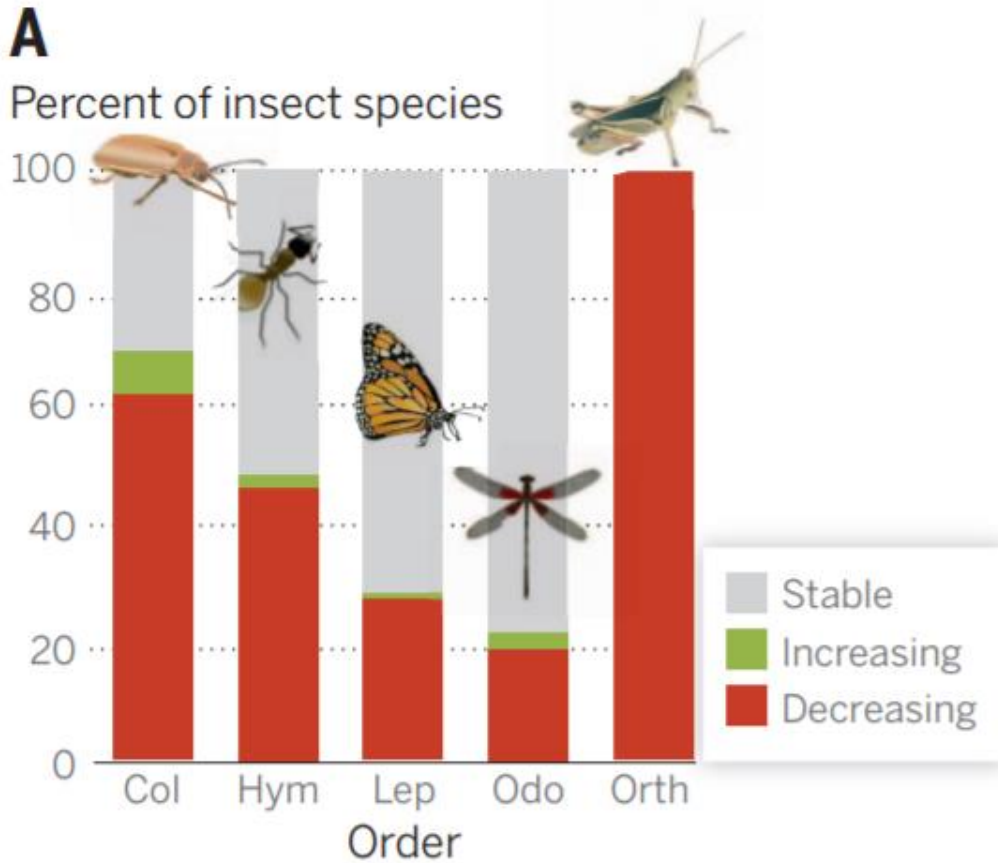 A
Percent of insect species
100
80
60
40
20
0
Col Hym Lep Odo Orth
Order
Stable
Increasing
Decreasing